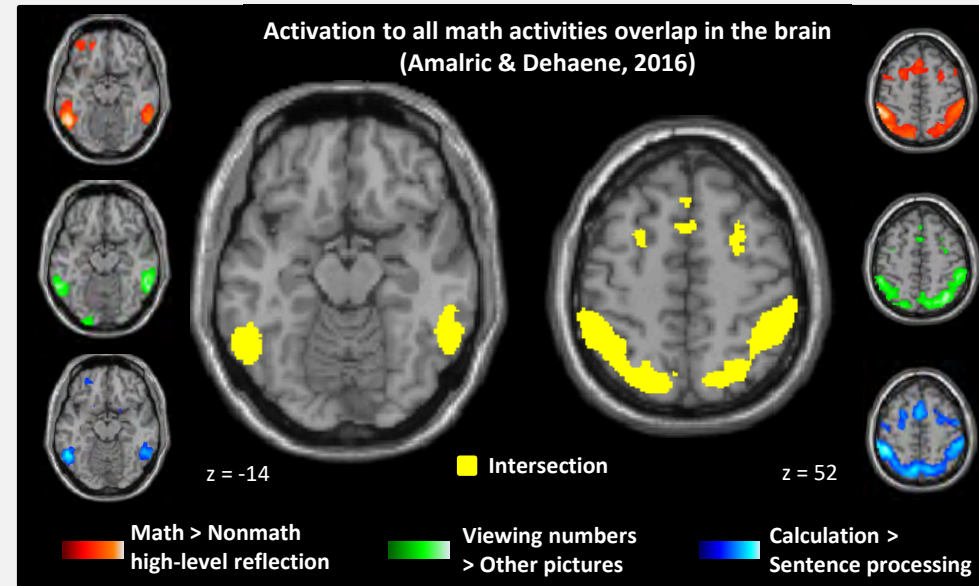 Activation to all math activities overlap in the brain
(Amalric & Dehaene, 2016)
z = -14
Intersection
z = 52
Math > Nonmath
high-level reflection
Viewing numbers
> Other pictures
Calculation >
Sentence processing